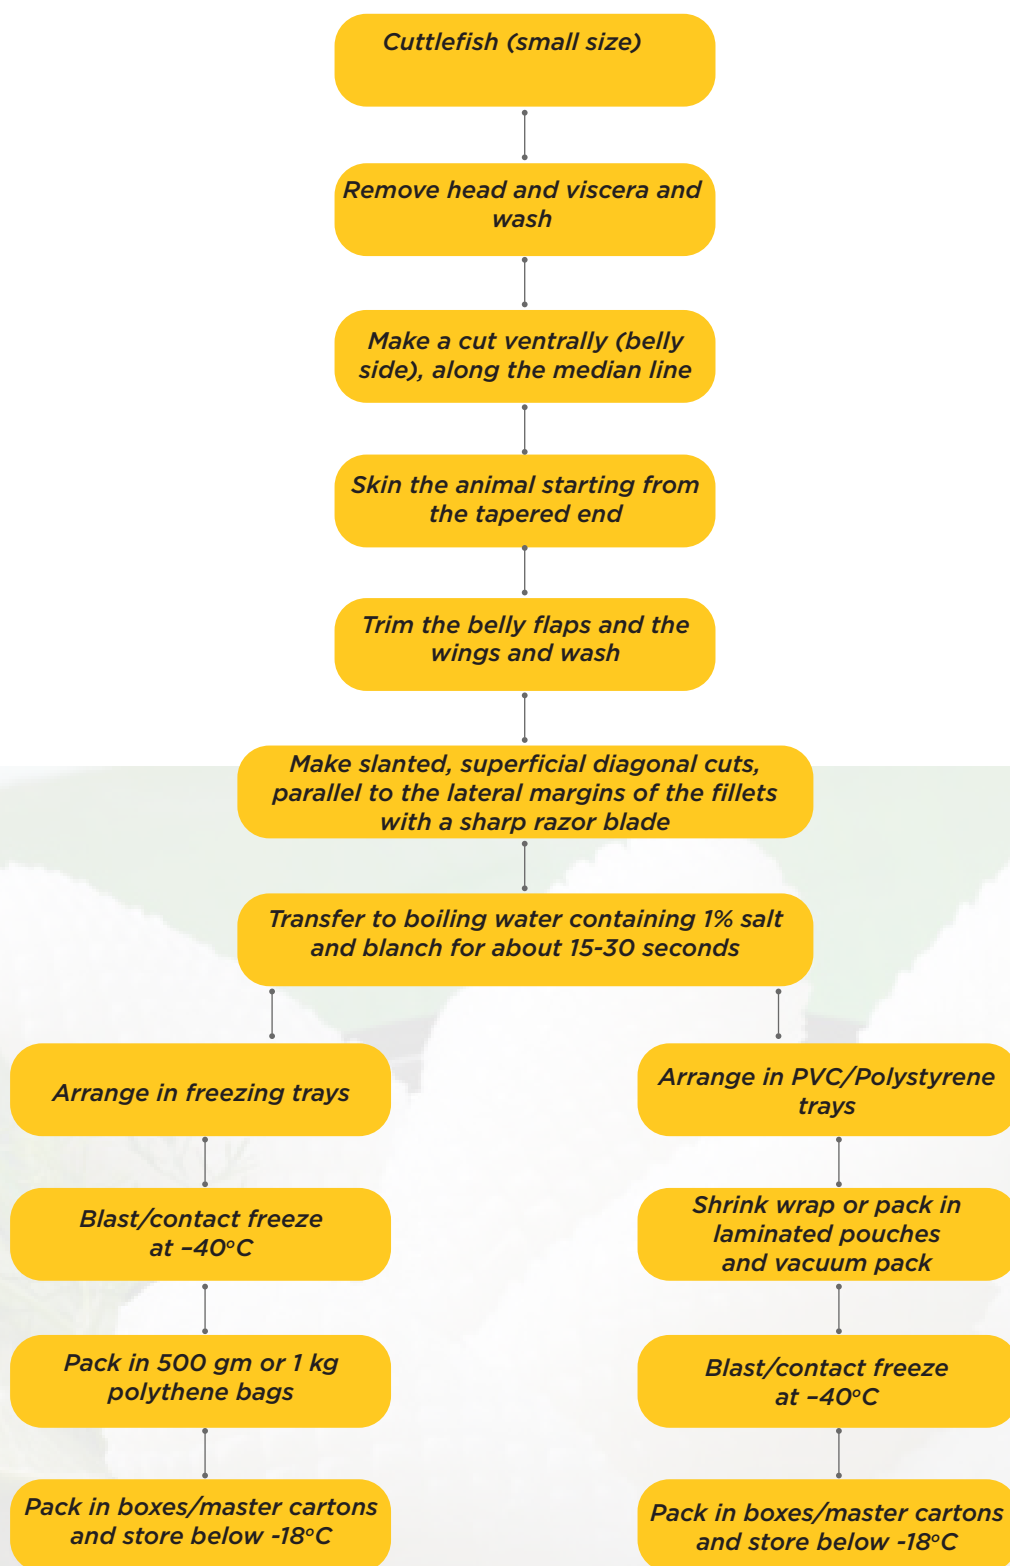 Cuttlefish (small size)
Remove head and viscera and
wash
Make a cut ventrally (belly
side), along the median line
Skin the animal starting from
the tapered end
Trim the belly flaps and the
wings and wash
Make slanted, superficial diagonal cuts,
parallel to the lateral margins of the fillets
with a sharp razor blade
Transfer to boiling water containing 1% salt
and blanch for about 15-30 seconds
Arrange in freezing trays
Blast/contact freeze
at –40°C
Pack in 500 gm or 1 kg
polythene bags
Pack in boxes/master cartons
and store below -18°C
Arrange in PVC/Polystyrene
trays
Shrink wrap or pack in
laminated pouches
and vacuum pack
Blast/contact freeze
at –40°C
Pack in boxes/master cartons
and store below -18°C